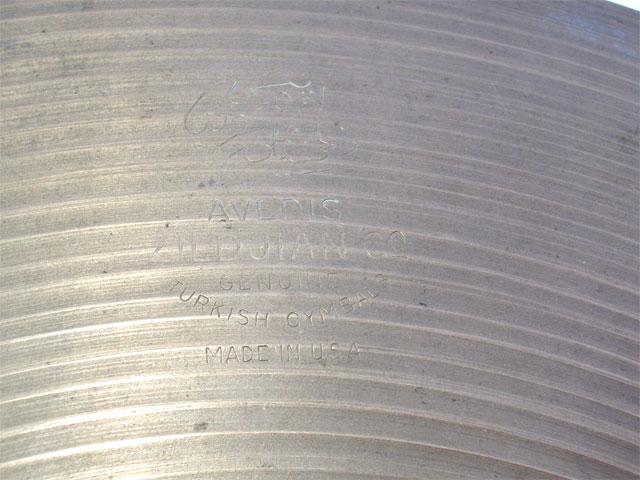 AVEDIS
ZILDJIAN CO
GENUINE
TURKISH CYMBALS
MADE IN U.S.A.